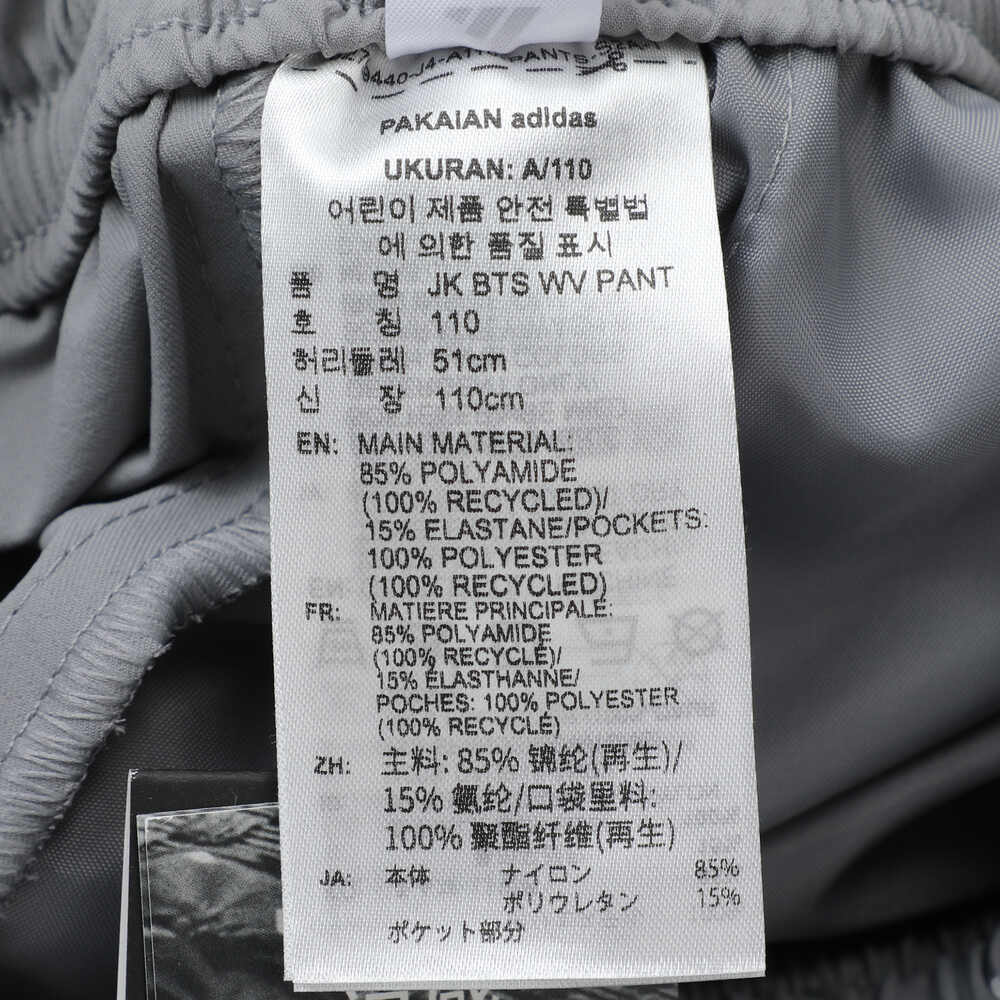 PAKAIAN adidas
UKURAN: A/110
어린이 제품 안전 특별법
에 의한 품질 표시
품 명 JK BTS WV PANT
호 칭 110
허리둘레 51cm
신 장 110cm
EN: MAIN MATERIAL:
85% POLYAMIDE
(100% RECYCLED)/
15% ELASTANE/POCKETS:
100% POLYESTER
(100% RECYCLED)
FR: MATIERE PRINCIPALE:
85% POLYAMIDE
(100% RECYCLÉ)/
15% ÉLASTHANNE/
POCHES: 100% POLYESTER
(100% RECYCLÉ)
ZH: 主料: 85% 锦纶(再生)/
15% 氨纶/口袋里料:
100% 聚酯纤维(再生)
JA: 本体 ナイロン 85%
ポリウレタン 15%
ポケット部分